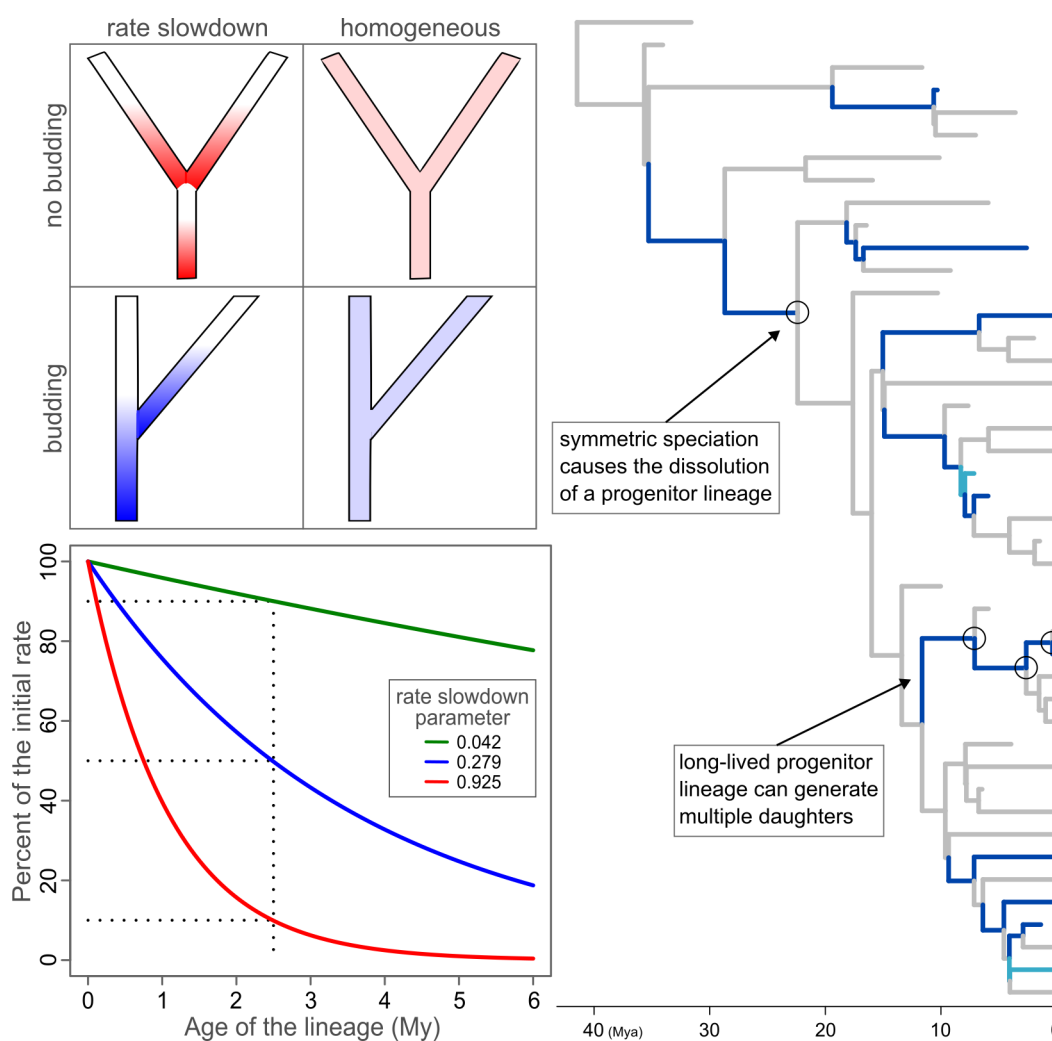 rate slowdown
homogeneous
no budding
budding
symmetric speciation
causes the dissolution
of a progenitor lineage
long-lived progenitor
lineage can generate
multiple daughters
Percent of the initial rate
100
80
60
40
20
0
rate slowdown
parameter
0.042
0.279
0.925
0 1 2 3 4 5 6
Age of the lineage (My)
40 (Mya) 30 20 10